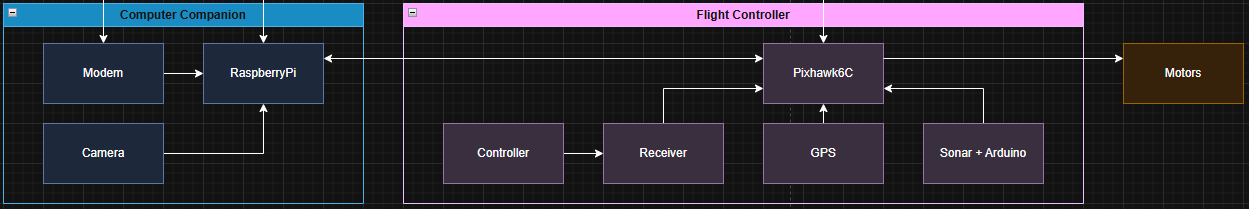 Computer Companion
Flight Controller
Modem
RaspberryPi
Pixhawk6C
Motors
Camera
Controller
Receiver
GPS
Sonar + Arduino